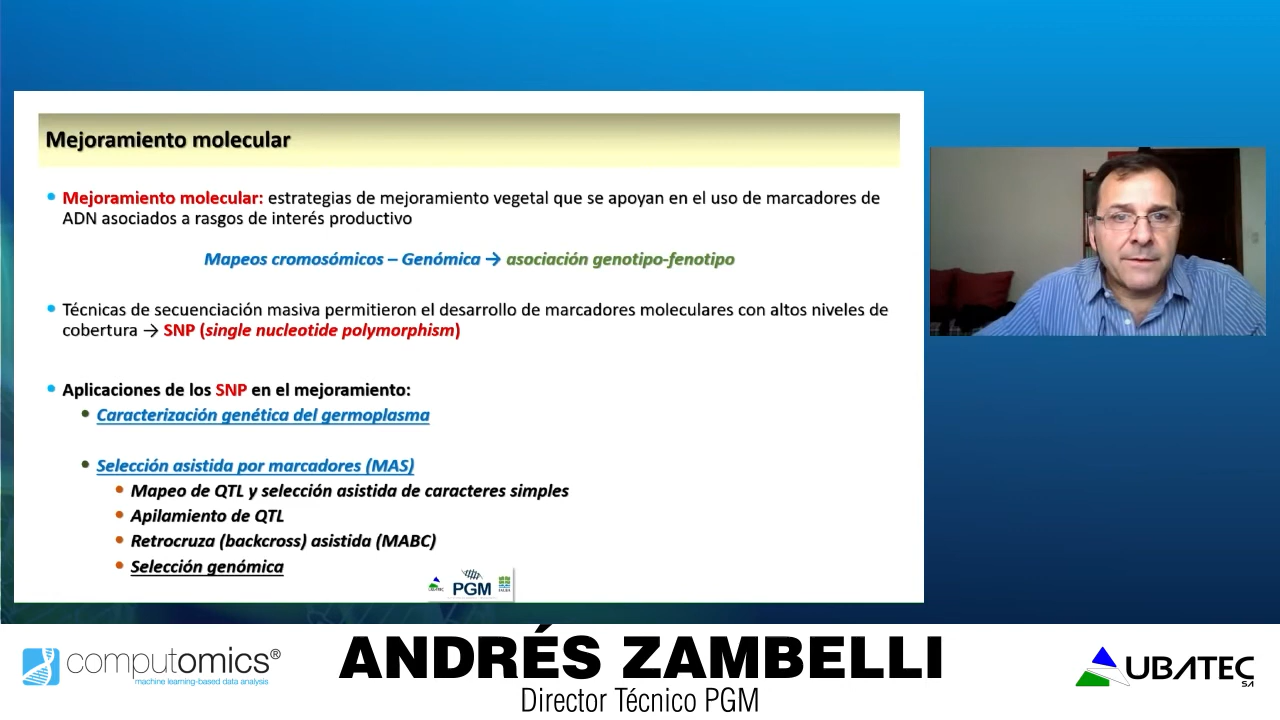 Mejoramiento molecular
• Mejoramiento molecular: estrategias de mejoramiento vegetal que se apoyan en el uso de marcadores de
ADN asociados a rasgos de interés productivo
Mapeos cromosómicos – Genómica → asociación genotipo-fenotipo
• Técnicas de secuenciación masiva permitieron el desarrollo de marcadores moleculares con altos niveles de
cobertura → SNP (single nucleotide polymorphism)
• Aplicaciones de los SNP en el mejoramiento:
• Caracterización genética del germoplasma
• Selección asistida por marcadores (MAS)
• Mapeo de QTL y selección asistida de caracteres simples
• Apilamiento de QTL
• Retrocruza (backcross) asistida (MABC)
• Selección genómica
UBATEC PGM
computomics®
machine learning-based data analysis
ANDRÉS ZAMBELLI
Director Técnico PGM
UBATEC
SA